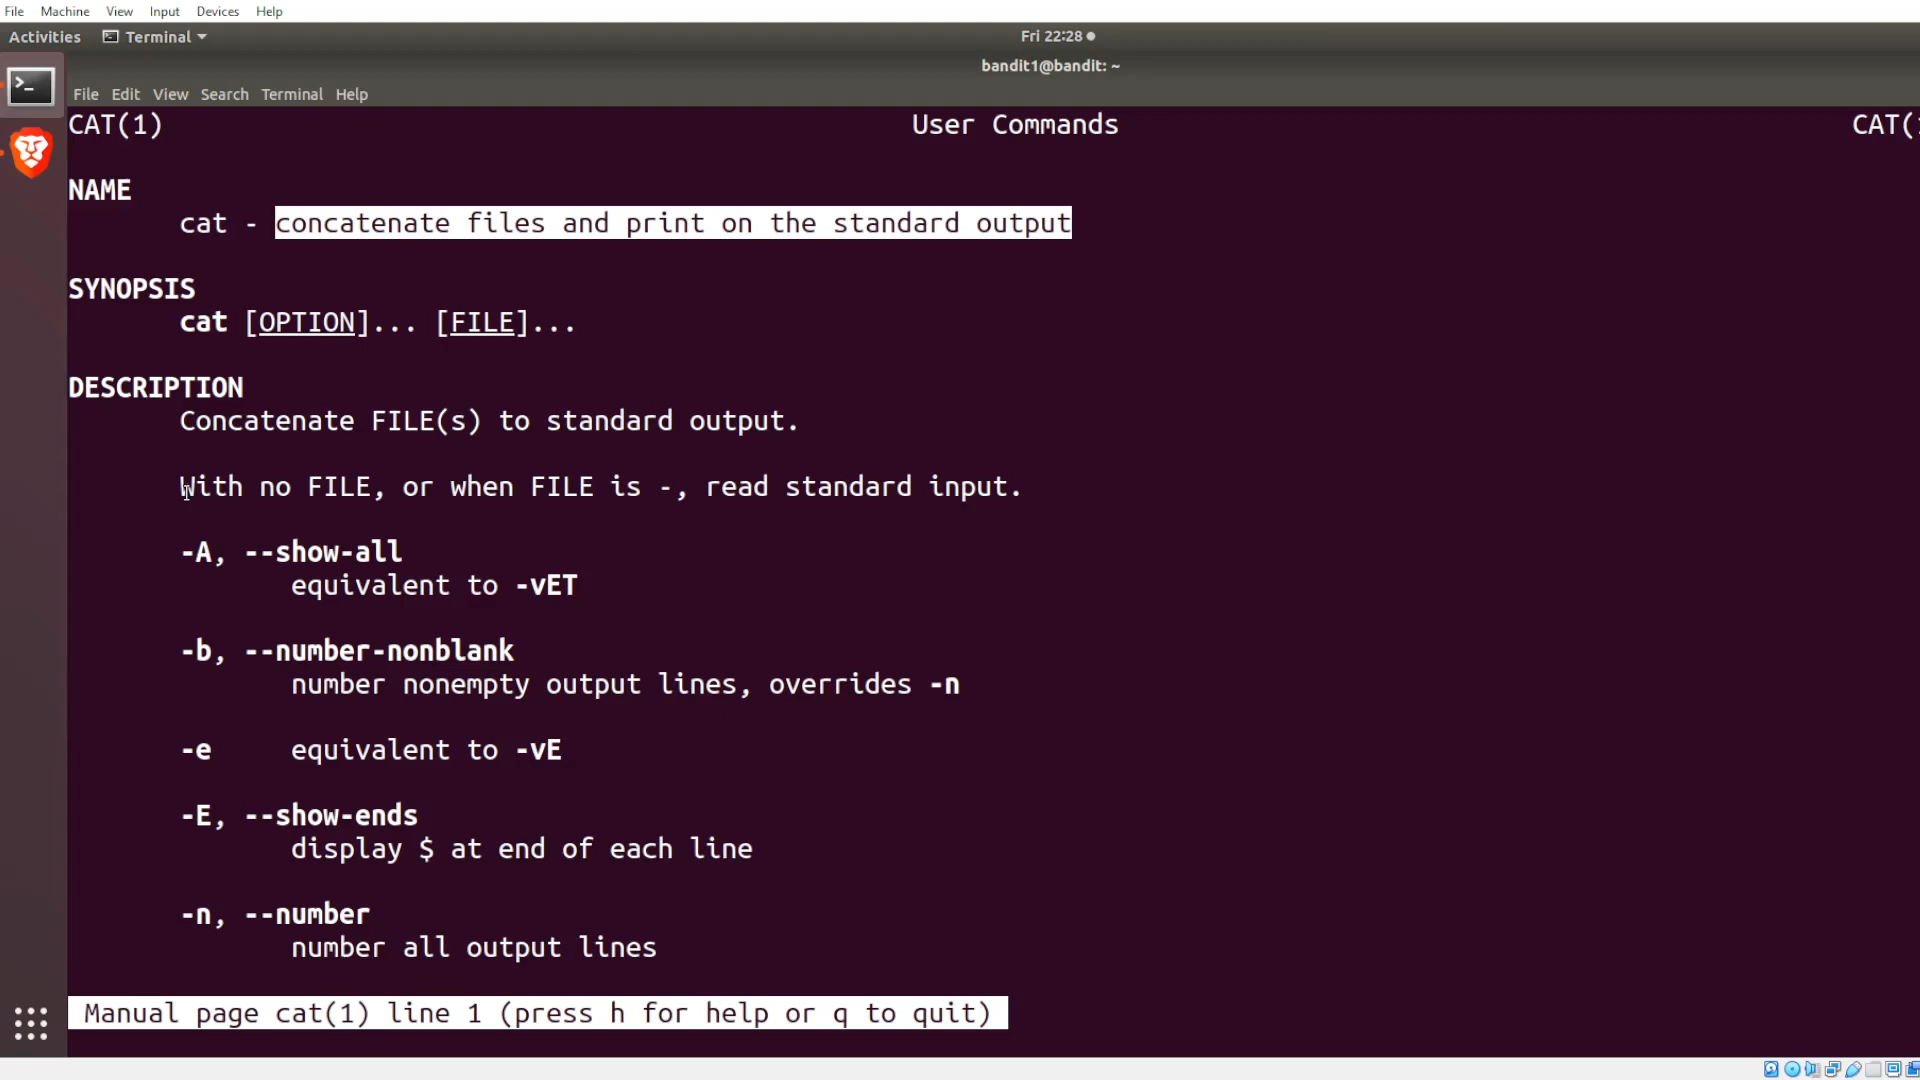 File Machine View Input Devices Help
Activities Terminal Fri 22:28
bandit1@bandit: ~
File Edit View Search Terminal Help
CAT(1) User Commands CAT(
NAME
cat - concatenate files and print on the standard output
SYNOPSIS
cat [OPTION]... [FILE]...
DESCRIPTION
Concatenate FILE(s) to standard output.
With no FILE, or when FILE is -, read standard input.
-A, --show-all
equivalent to -vET
-b, --number-nonblank
number nonempty output lines, overrides -n
-e equivalent to -vE
-E, --show-ends
display $ at end of each line
-n, --number
number all output lines
Manual page cat(1) line 1 (press h for help or q to quit)